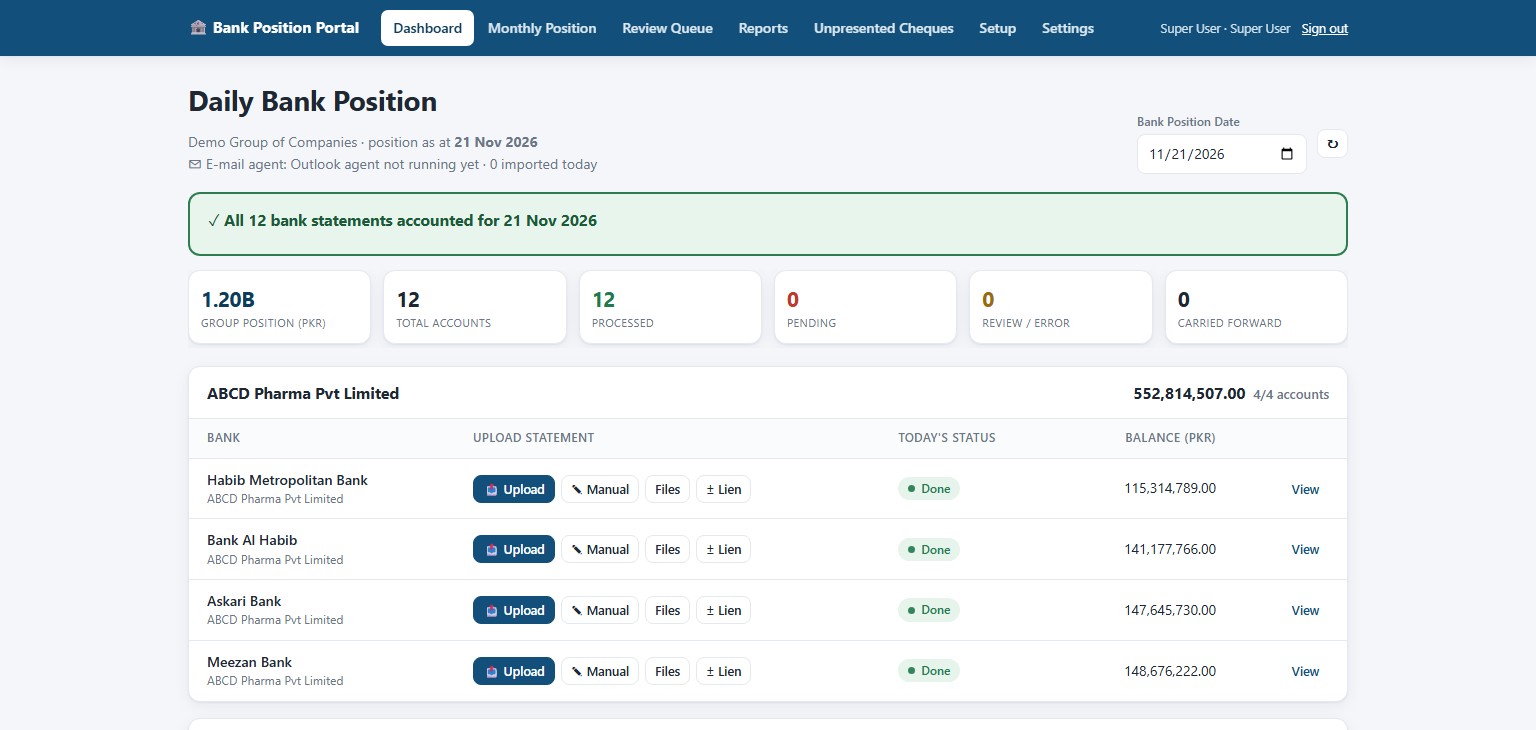 Bank Position Portal Dashboard Monthly Position Review Queue Reports Unpresented Cheques Setup Settings Super User · Super User Sign out
Daily Bank Position
Demo Group of Companies · position as at 21 Nov 2026
E-mail agent: Outlook agent not running yet · 0 imported today
Bank Position Date
11/21/2026
✓ All 12 bank statements accounted for 21 Nov 2026
1.20B
GROUP POSITION (PKR)
12
TOTAL ACCOUNTS
12
PROCESSED
0
PENDING
0
REVIEW / ERROR
0
CARRIED FORWARD
ABCD Pharma Pvt Limited 552,814,507.00 4/4 accounts
BANK UPLOAD STATEMENT TODAY'S STATUS BALANCE (PKR)
Habib Metropolitan Bank
ABCD Pharma Pvt Limited
Upload Manual Files ± Lien Done 115,314,789.00 View
Bank Al Habib
ABCD Pharma Pvt Limited
Upload Manual Files ± Lien Done 141,177,766.00 View
Askari Bank
ABCD Pharma Pvt Limited
Upload Manual Files ± Lien Done 147,645,730.00 View
Meezan Bank
ABCD Pharma Pvt Limited
Upload Manual Files ± Lien Done 148,676,222.00 View